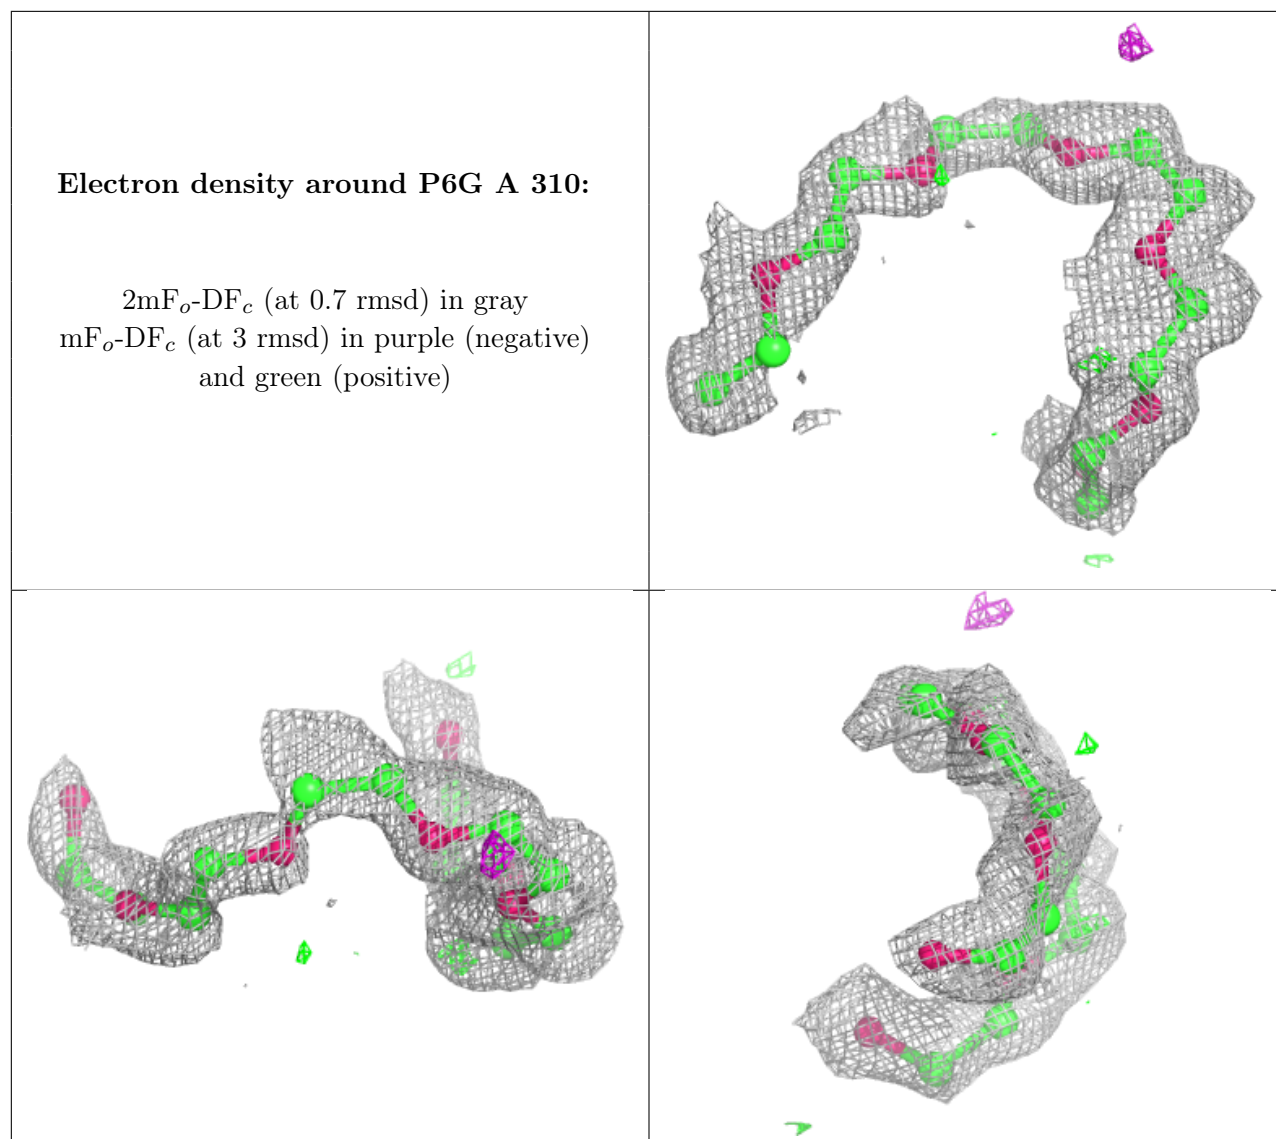 Electron density around P6G A 310:
2mFₒ-DF𝒸 (at 0.7 rmsd) in gray
mFₒ-DF𝒸 (at 3 rmsd) in purple (negative)
and green (positive)